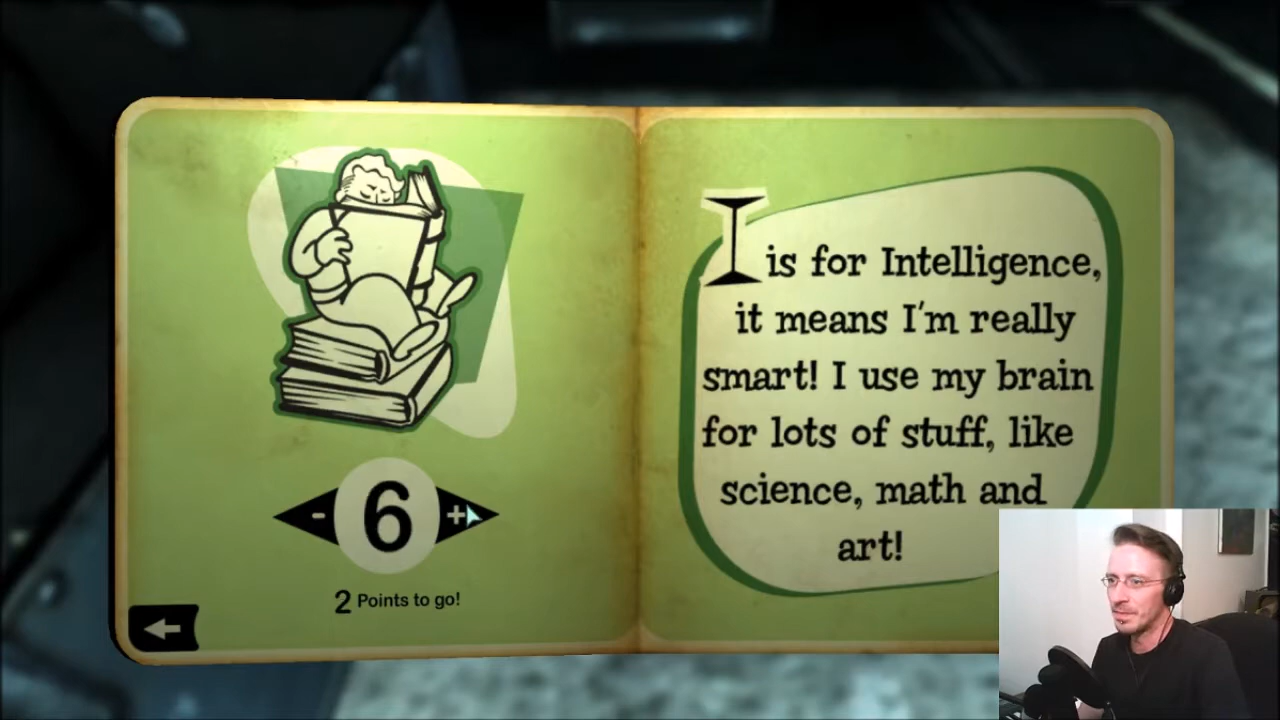 I is for Intelligence,
it means I'm really
smart! I use my brain
for lots of stuff, like
science, math and
art!
- 6 +
2 Points to go!